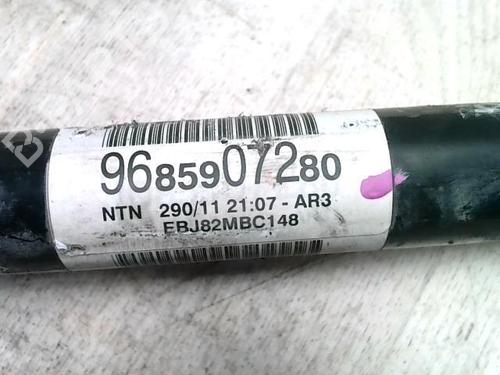 9685907280
NTN 290/11 21:07 - AR3
EBJ82MBC148